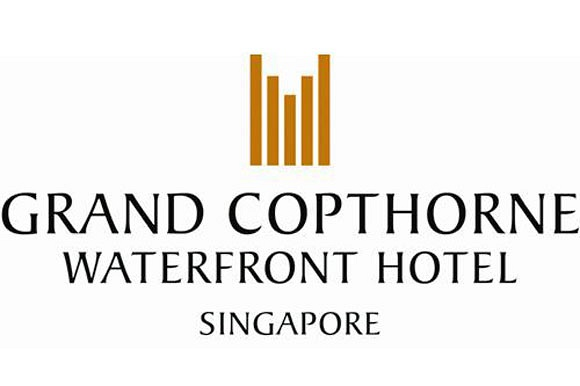 GRAND COPTHORNE
WATERFRONT HOTEL
SINGAPORE